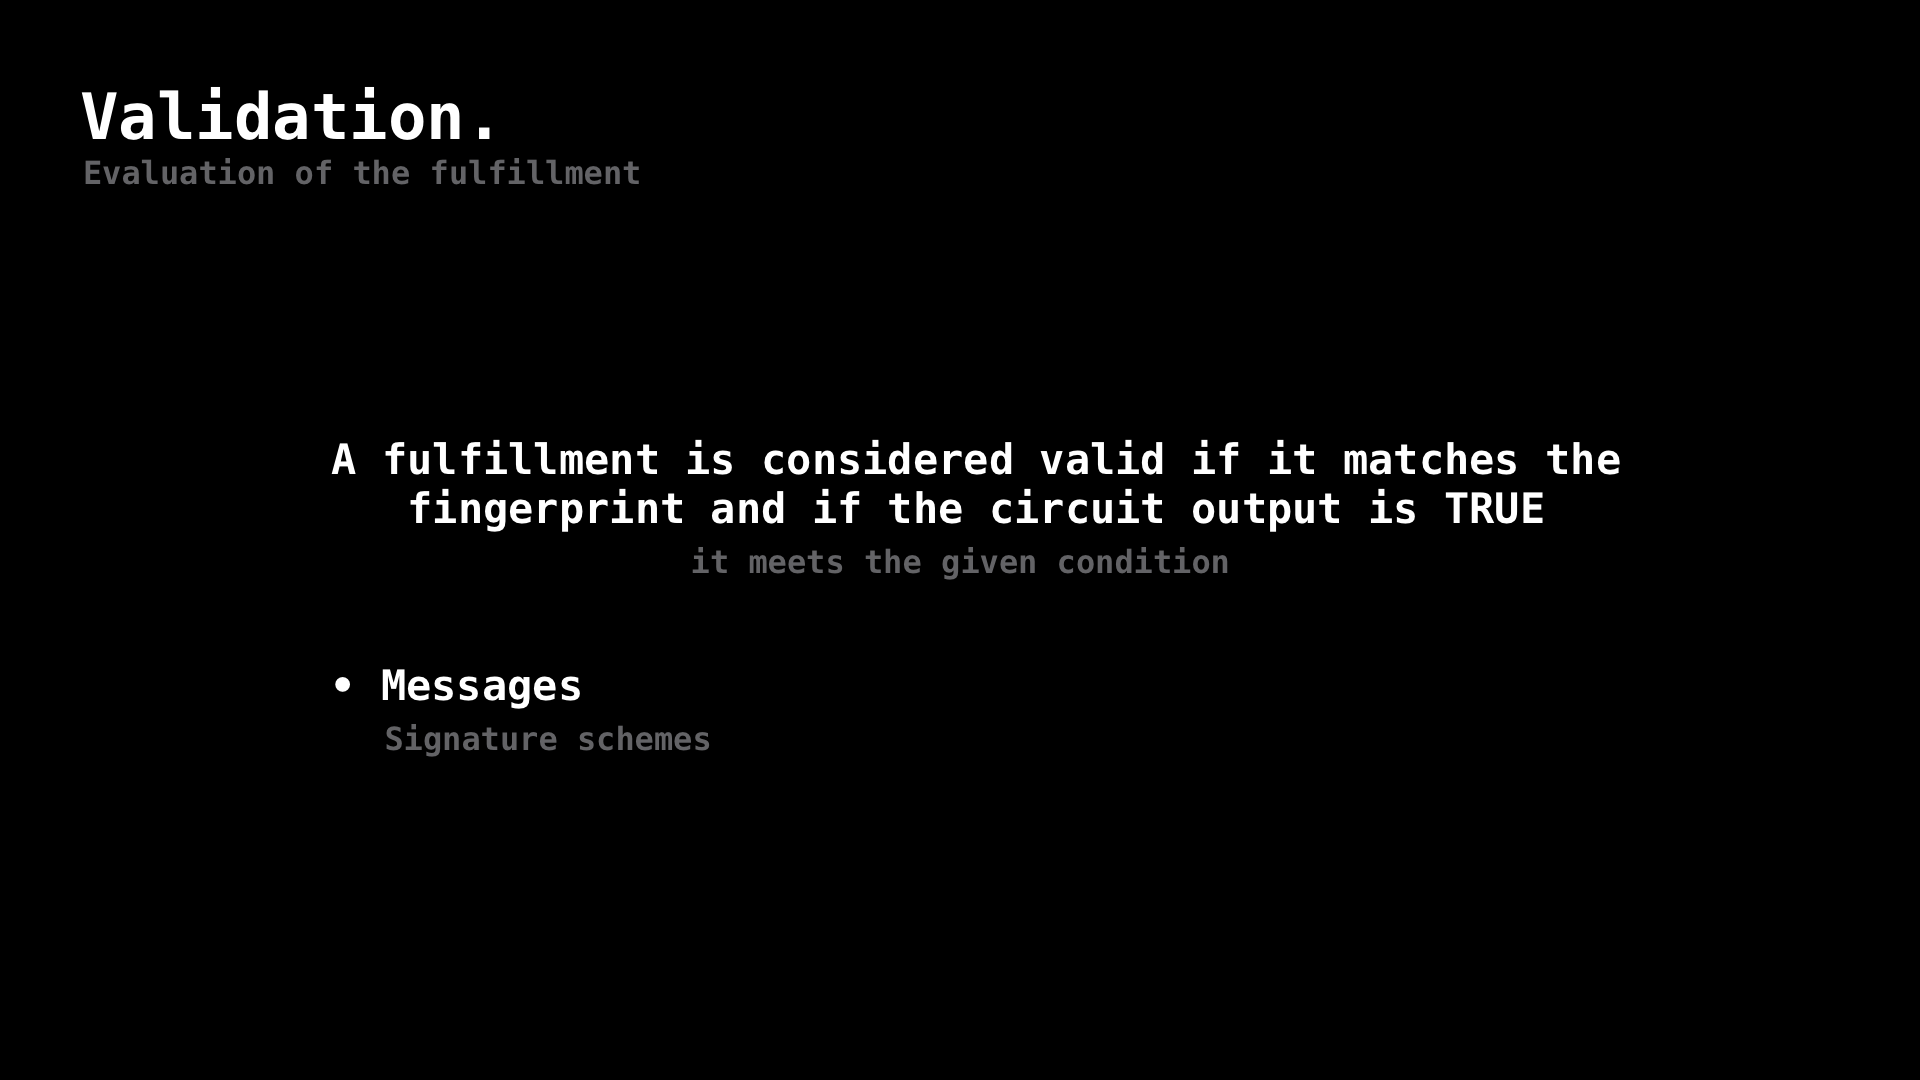 Validation.
Evaluation of the fulfillment
A fulfillment is considered valid if it matches the
fingerprint and if the circuit output is TRUE
it meets the given condition
• Messages
Signature schemes